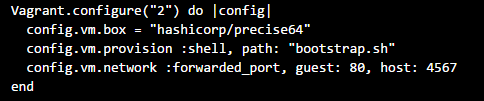 Vagrant.configure("2") do |config|
  config.vm.box = "hashicorp/precise64"
  config.vm.provision :shell, path: "bootstrap.sh"
  config.vm.network :forwarded_port, guest: 80, host: 4567
end